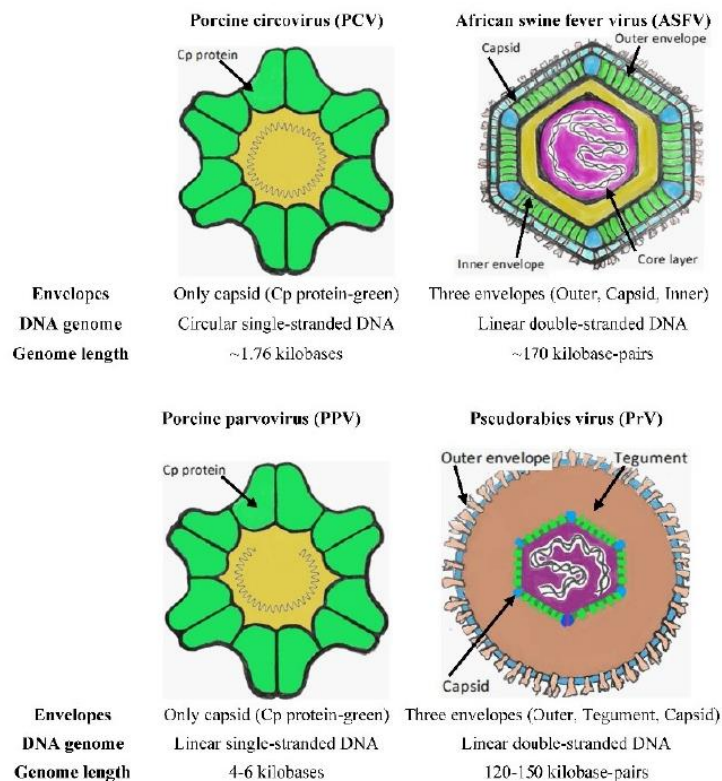 Porcine circovirus (PCV)
African swine fever virus (ASFV)
Cp protein
Capsid
Outer envelope
Inner envelope
Core layer
Envelopes Only capsid (Cp protein-green) Three envelopes (Outer, Capsid, Inner)
DNA genome Circular single-stranded DNA Linear double-stranded DNA
Genome length ~1.76 kilobases ~170 kilobase-pairs
Porcine parvovirus (PPV)
Pseudorabies virus (PrV)
Cp protein
Outer envelope
Tegument
Capsid
Envelopes Only capsid (Cp protein-green) Three envelopes (Outer, Tegument, Capsid)
DNA genome Linear single-stranded DNA Linear double-stranded DNA
Genome length 4-6 kilobases 120-150 kilobase-pairs